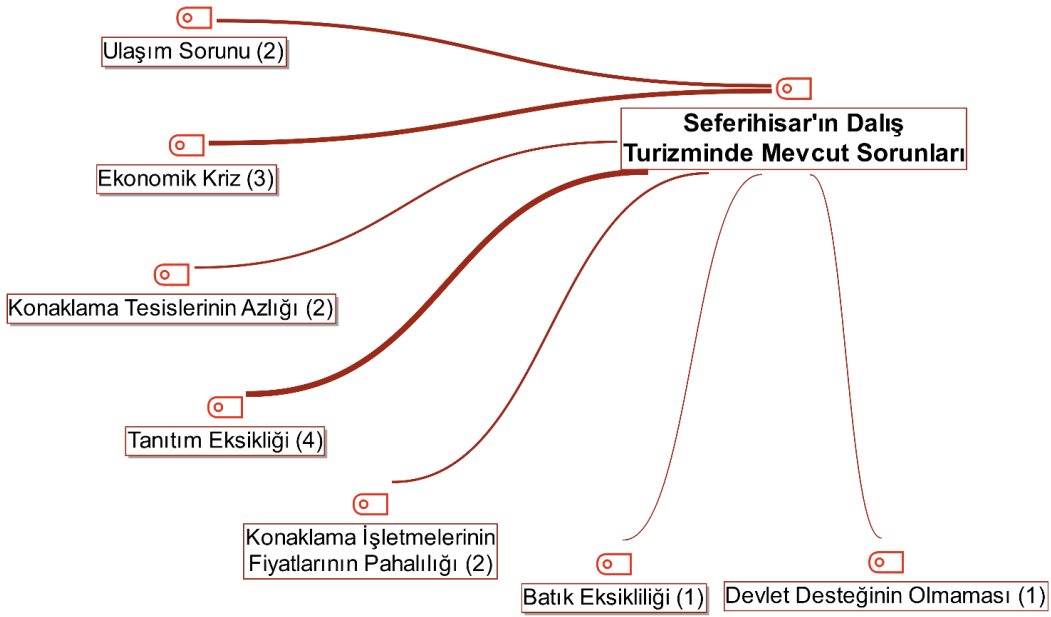 Ulaşım Sorunu (2)
Seferihisar'ın Dalış
Turizminde Mevcut Sorunları
Ekonomik Kriz (3)
Konaklama Tesislerinin Azlığı (2)
Tanıtım Eksikliği (4)
Konaklama İşletmelerinin
Fiyatlarının Pahalılığı (2)
Batık Eksikliliği (1)
Devlet Desteğinin Olmaması (1)